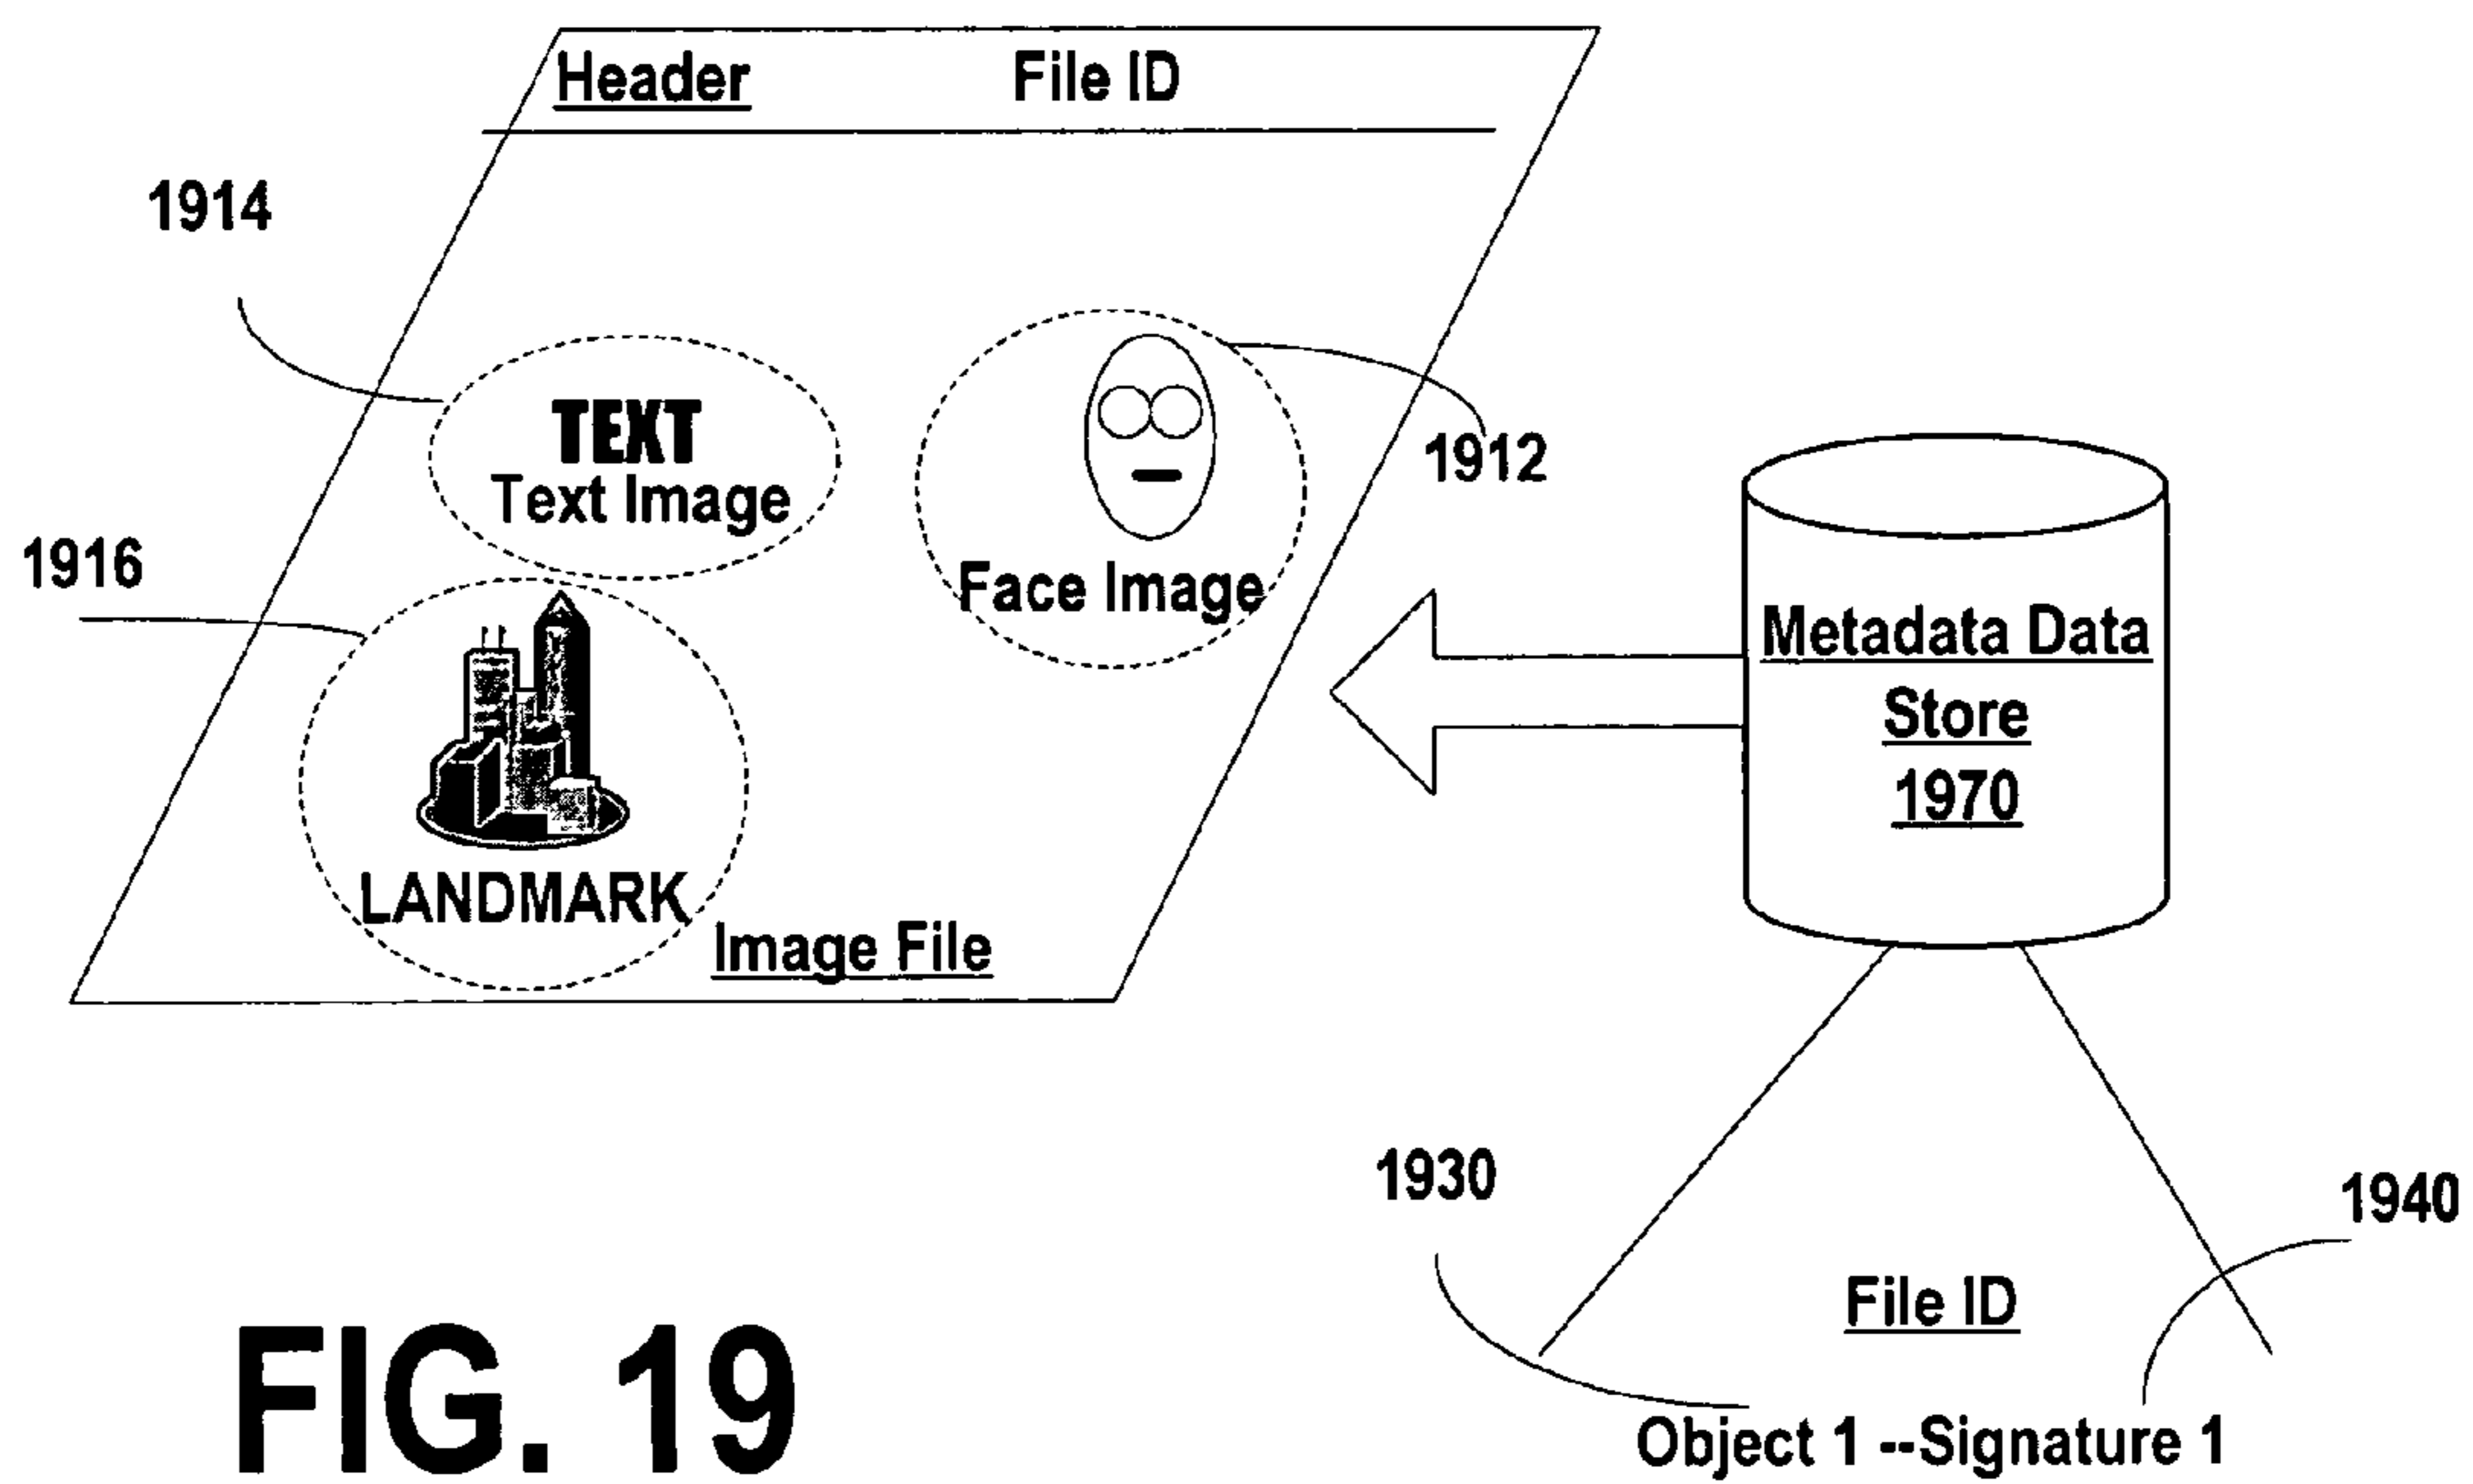 Header File ID
1914
TEXT
Text Image
1912
1916
Face Image
LANDMARK
Image File
Metadata Data
Store
1970
1930
1940
File ID
Object 1 --Signature 1
FIG. 19